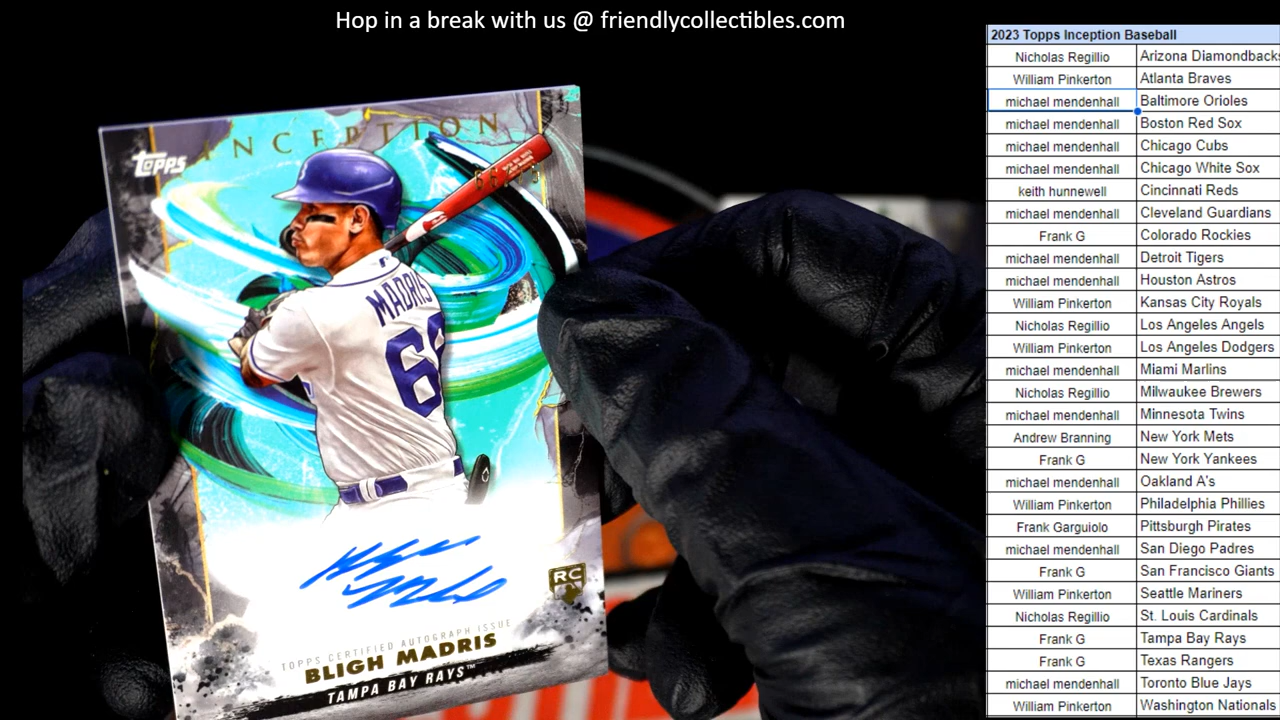 Hop in a break with us @ friendlycollectibles.com
INCEPTION
TOPPS
MADRIS
RC
TOPPS CERTIFIED AUTOGRAPH ISSUE
BLIGH MADRIS
TAMPA BAY RAYS™
2023 Topps Inception Baseball
Nicholas Regillio Arizona Diamondbacks
William Pinkerton Atlanta Braves
michael mendenhall Baltimore Orioles
michael mendenhall Boston Red Sox
michael mendenhall Chicago Cubs
michael mendenhall Chicago White Sox
keith hunnewell Cincinnati Reds
michael mendenhall Cleveland Guardians
Frank G Colorado Rockies
michael mendenhall Detroit Tigers
michael mendenhall Houston Astros
William Pinkerton Kansas City Royals
Nicholas Regillio Los Angeles Angels
William Pinkerton Los Angeles Dodgers
michael mendenhall Miami Marlins
Nicholas Regillio Milwaukee Brewers
michael mendenhall Minnesota Twins
Andrew Branning New York Mets
Frank G New York Yankees
michael mendenhall Oakland A's
William Pinkerton Philadelphia Phillies
Frank Garguiolo Pittsburgh Pirates
michael mendenhall San Diego Padres
Frank G San Francisco Giants
William Pinkerton Seattle Mariners
Nicholas Regillio St. Louis Cardinals
Frank G Tampa Bay Rays
Frank G Texas Rangers
michael mendenhall Toronto Blue Jays
William Pinkerton Washington Nationals